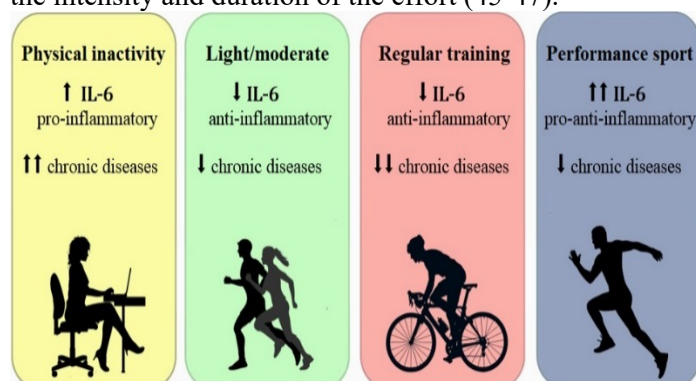 the intensity and duration of the effort (45-47).
Physical inactivity
↑ IL-6
pro-inflammatory
↑↑ chronic diseases
Light/moderate
↓ IL-6
anti-inflammatory
↓ chronic diseases
Regular training
↓ IL-6
anti-inflammatory
↓↓ chronic diseases
Performance sport
↑↑ IL-6
pro-anti-inflammatory
↓ chronic diseases